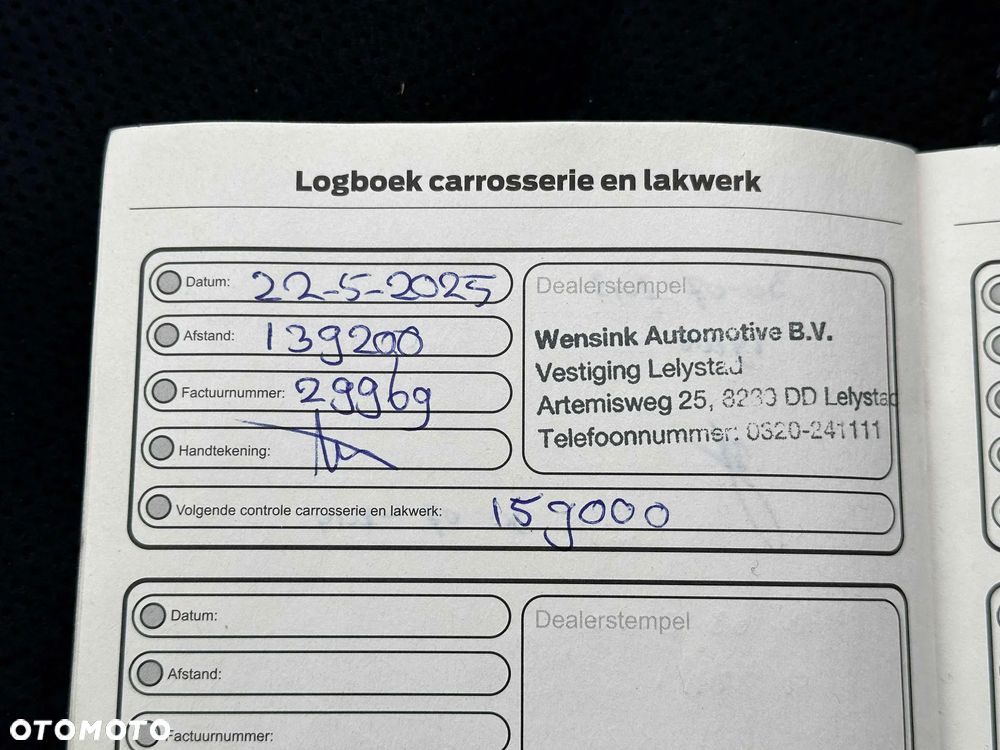 Logboek carrosserie en lakwerk
Datum: 22-5-2025
Afstand: 139200
Factuurnummer: 29969
Handtekening:
Dealerstempel
Wensink Automotive B.V.
Vestiging Lelystad
Artemisweg 25, 8233 DD Lelystad
Telefoonnummer: 0320-241111
Volgende controle carrosserie en lakwerk: 159000
Datum:
Afstand:
Factuurnummer:
Dealerstempel
OTOMOTO